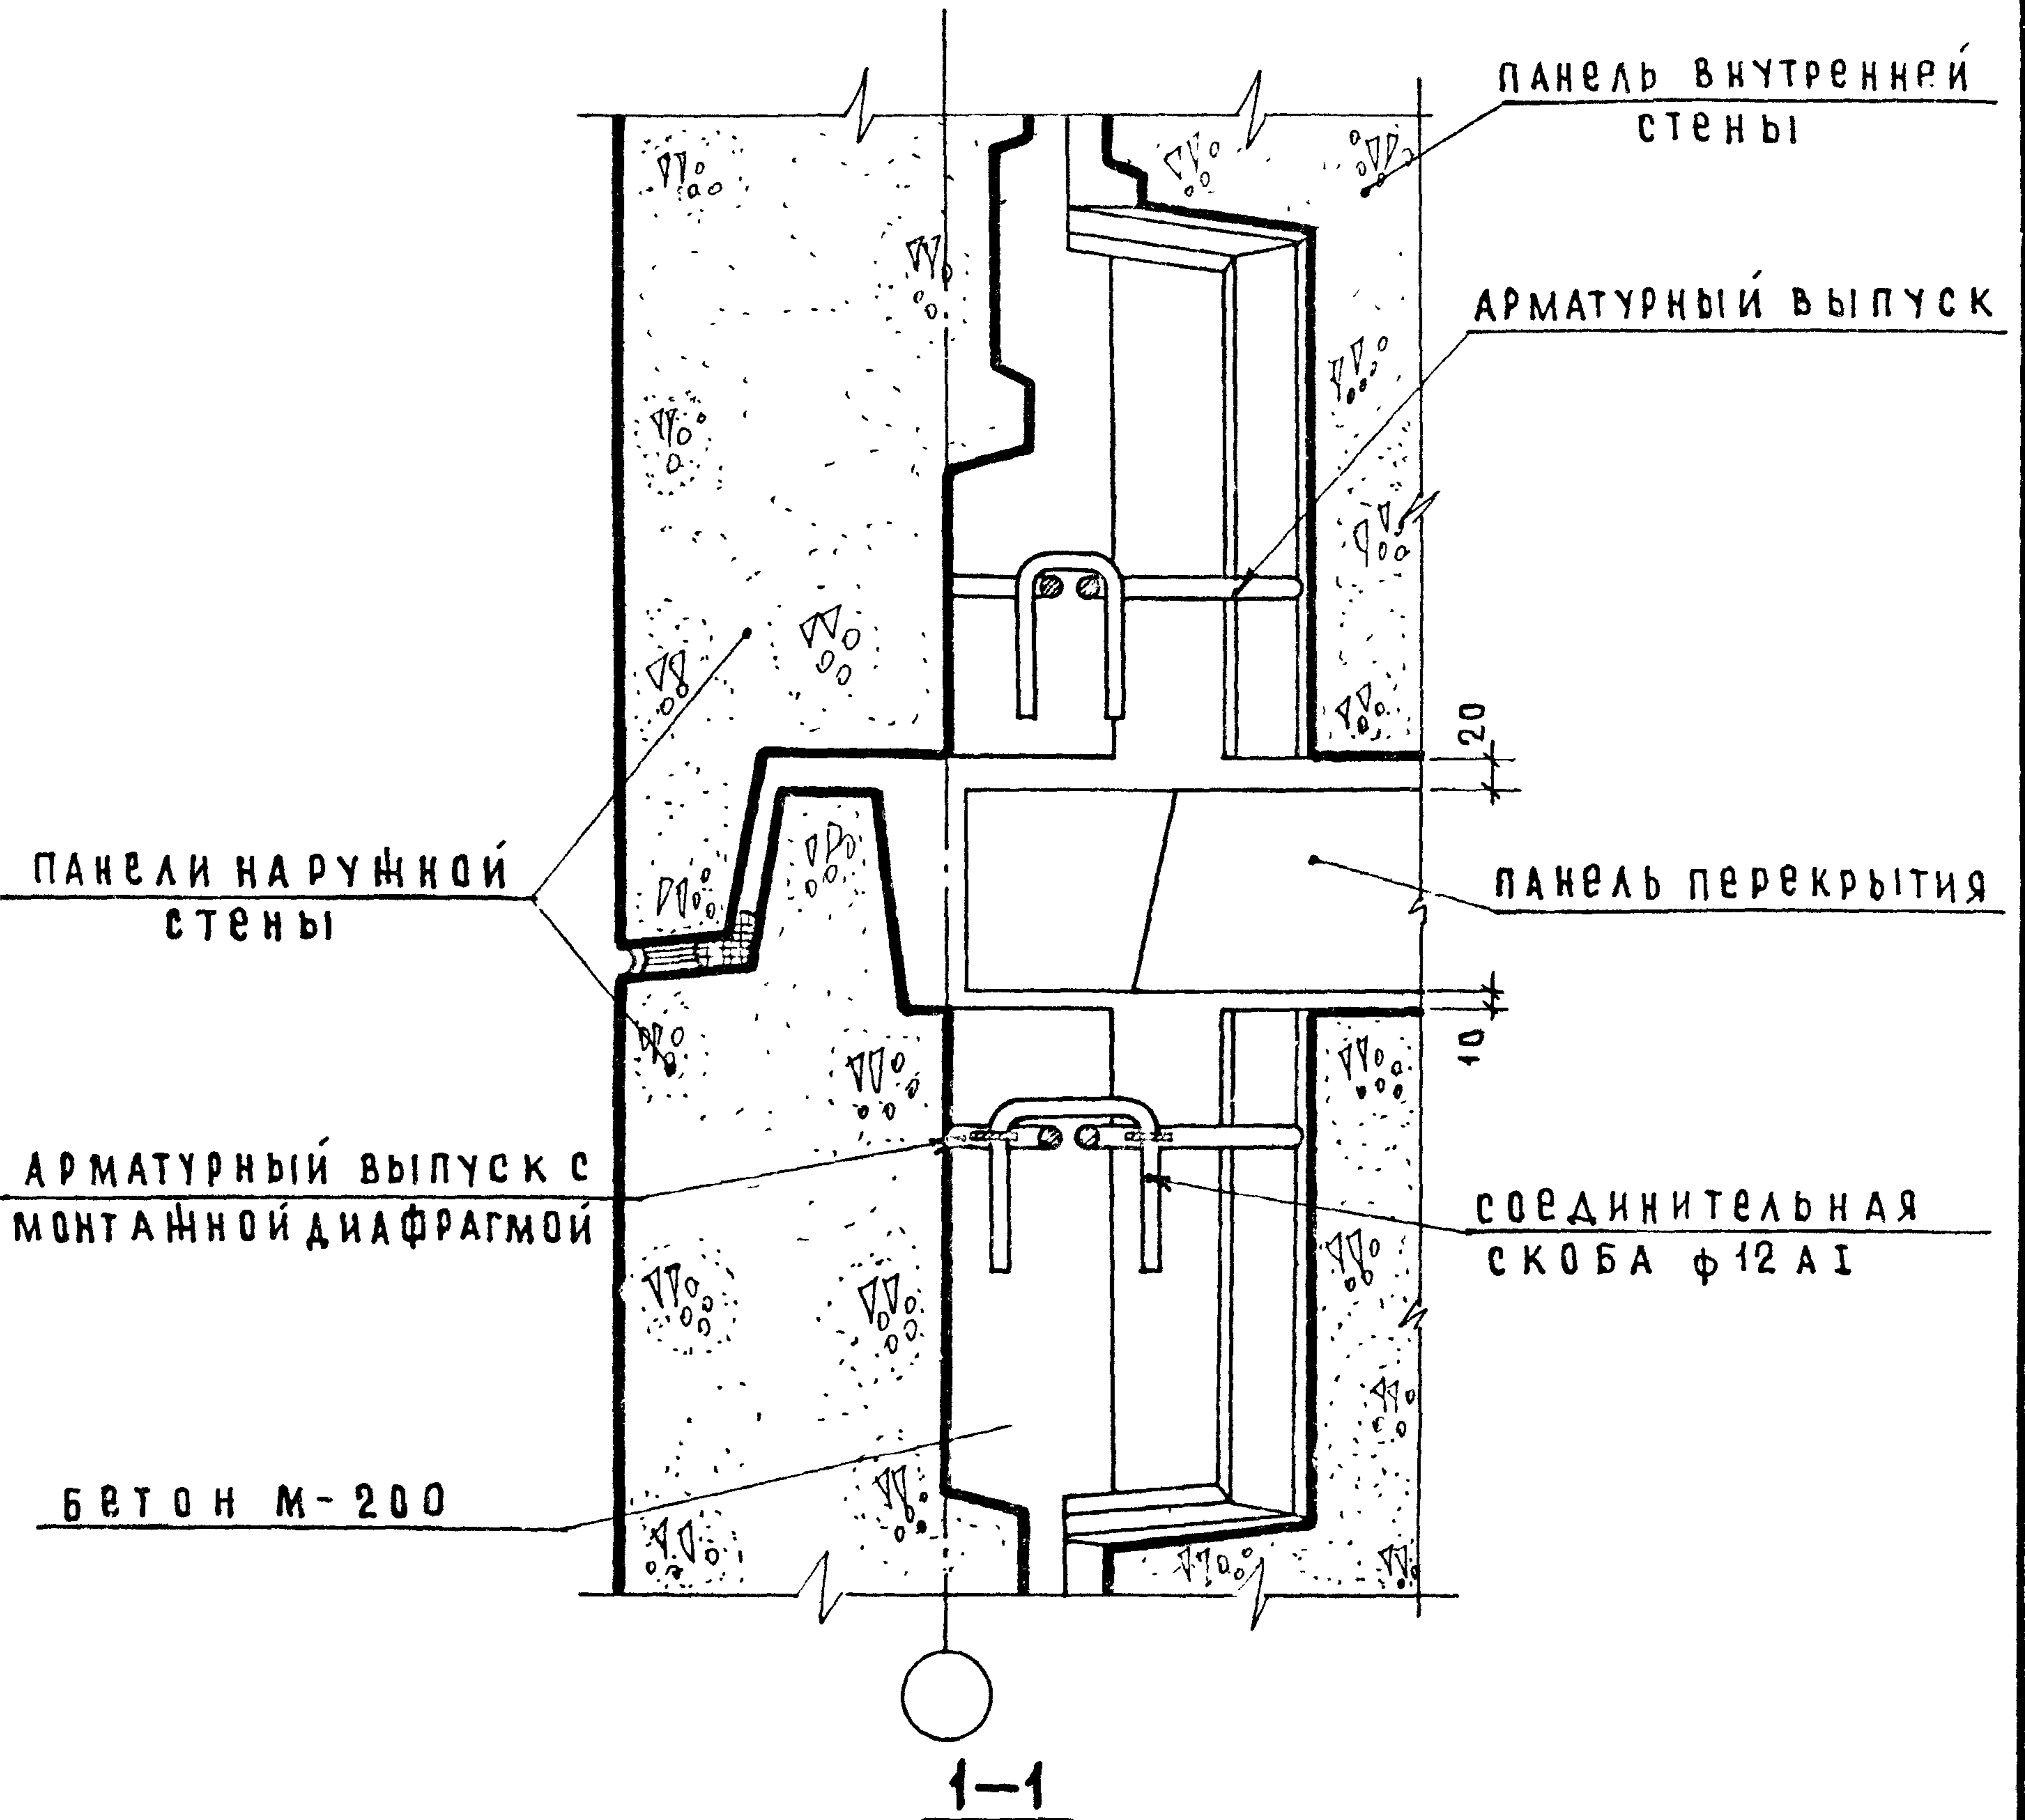 ПАНЕЛЬ ВНУТРЕННЕЙ
СТЕНЫ
АРМАТУРНЫЙ ВЫПУСК
20
ПАНЕЛИ НАРУЖНОЙ
СТЕНЫ
ПАНЕЛЬ ПЕРЕКРЫТИЯ
10
АРМАТУРНЫЙ ВЫПУСК С
МОНТАЖНОЙ ДИАФРАГМОЙ
СОЕДИНИТЕЛЬНАЯ
СКОБА ф12АI
БЕТОН М-200
1—1